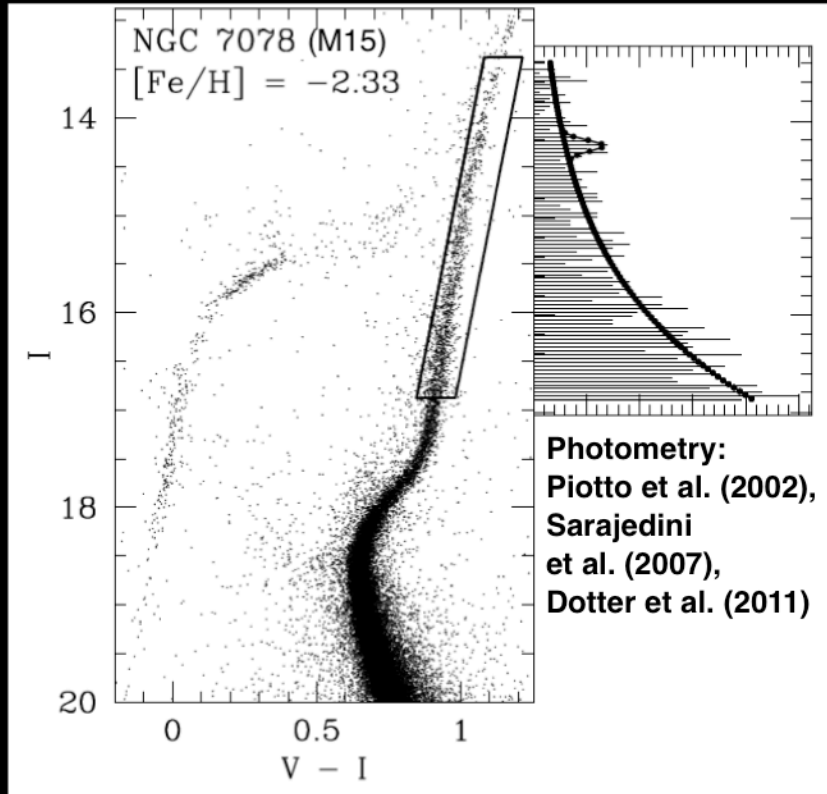 NGC 7078 (M15)
[Fe/H] = −2.33
14
16
18
20
I
0
0.5
1
V − I
Photometry:
Piotto et al. (2002),
Sarajedini
et al. (2007),
Dotter et al. (2011)